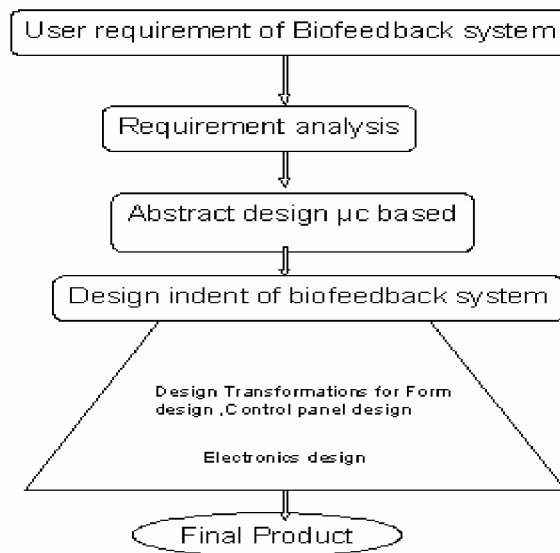 User requirement of Biofeedback system
Requirement analysis
Abstract design µc based
Design indent of biofeedback system
Design Transformations for Form
design ,Control panel design
Electronics design
Final Product